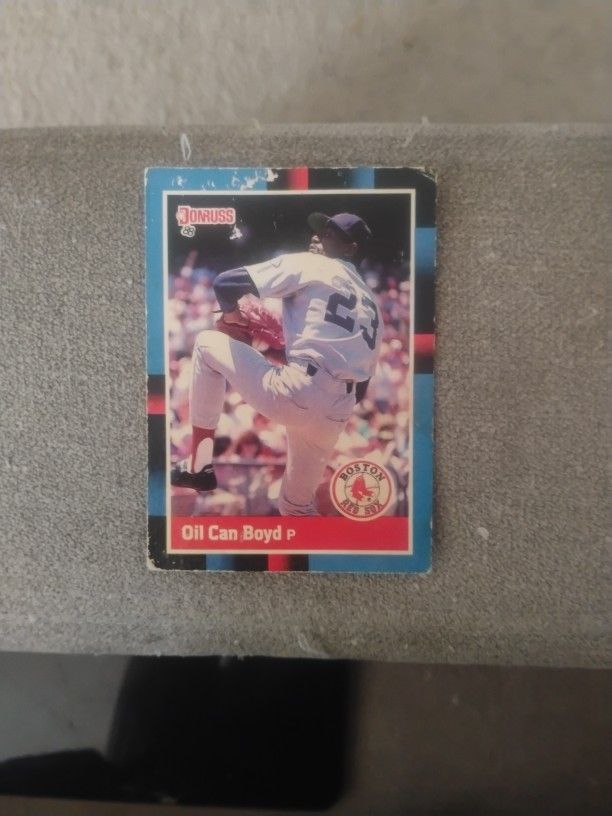 DONRUSS
88
23
BOSTON
RED SOX
Oil Can Boyd P